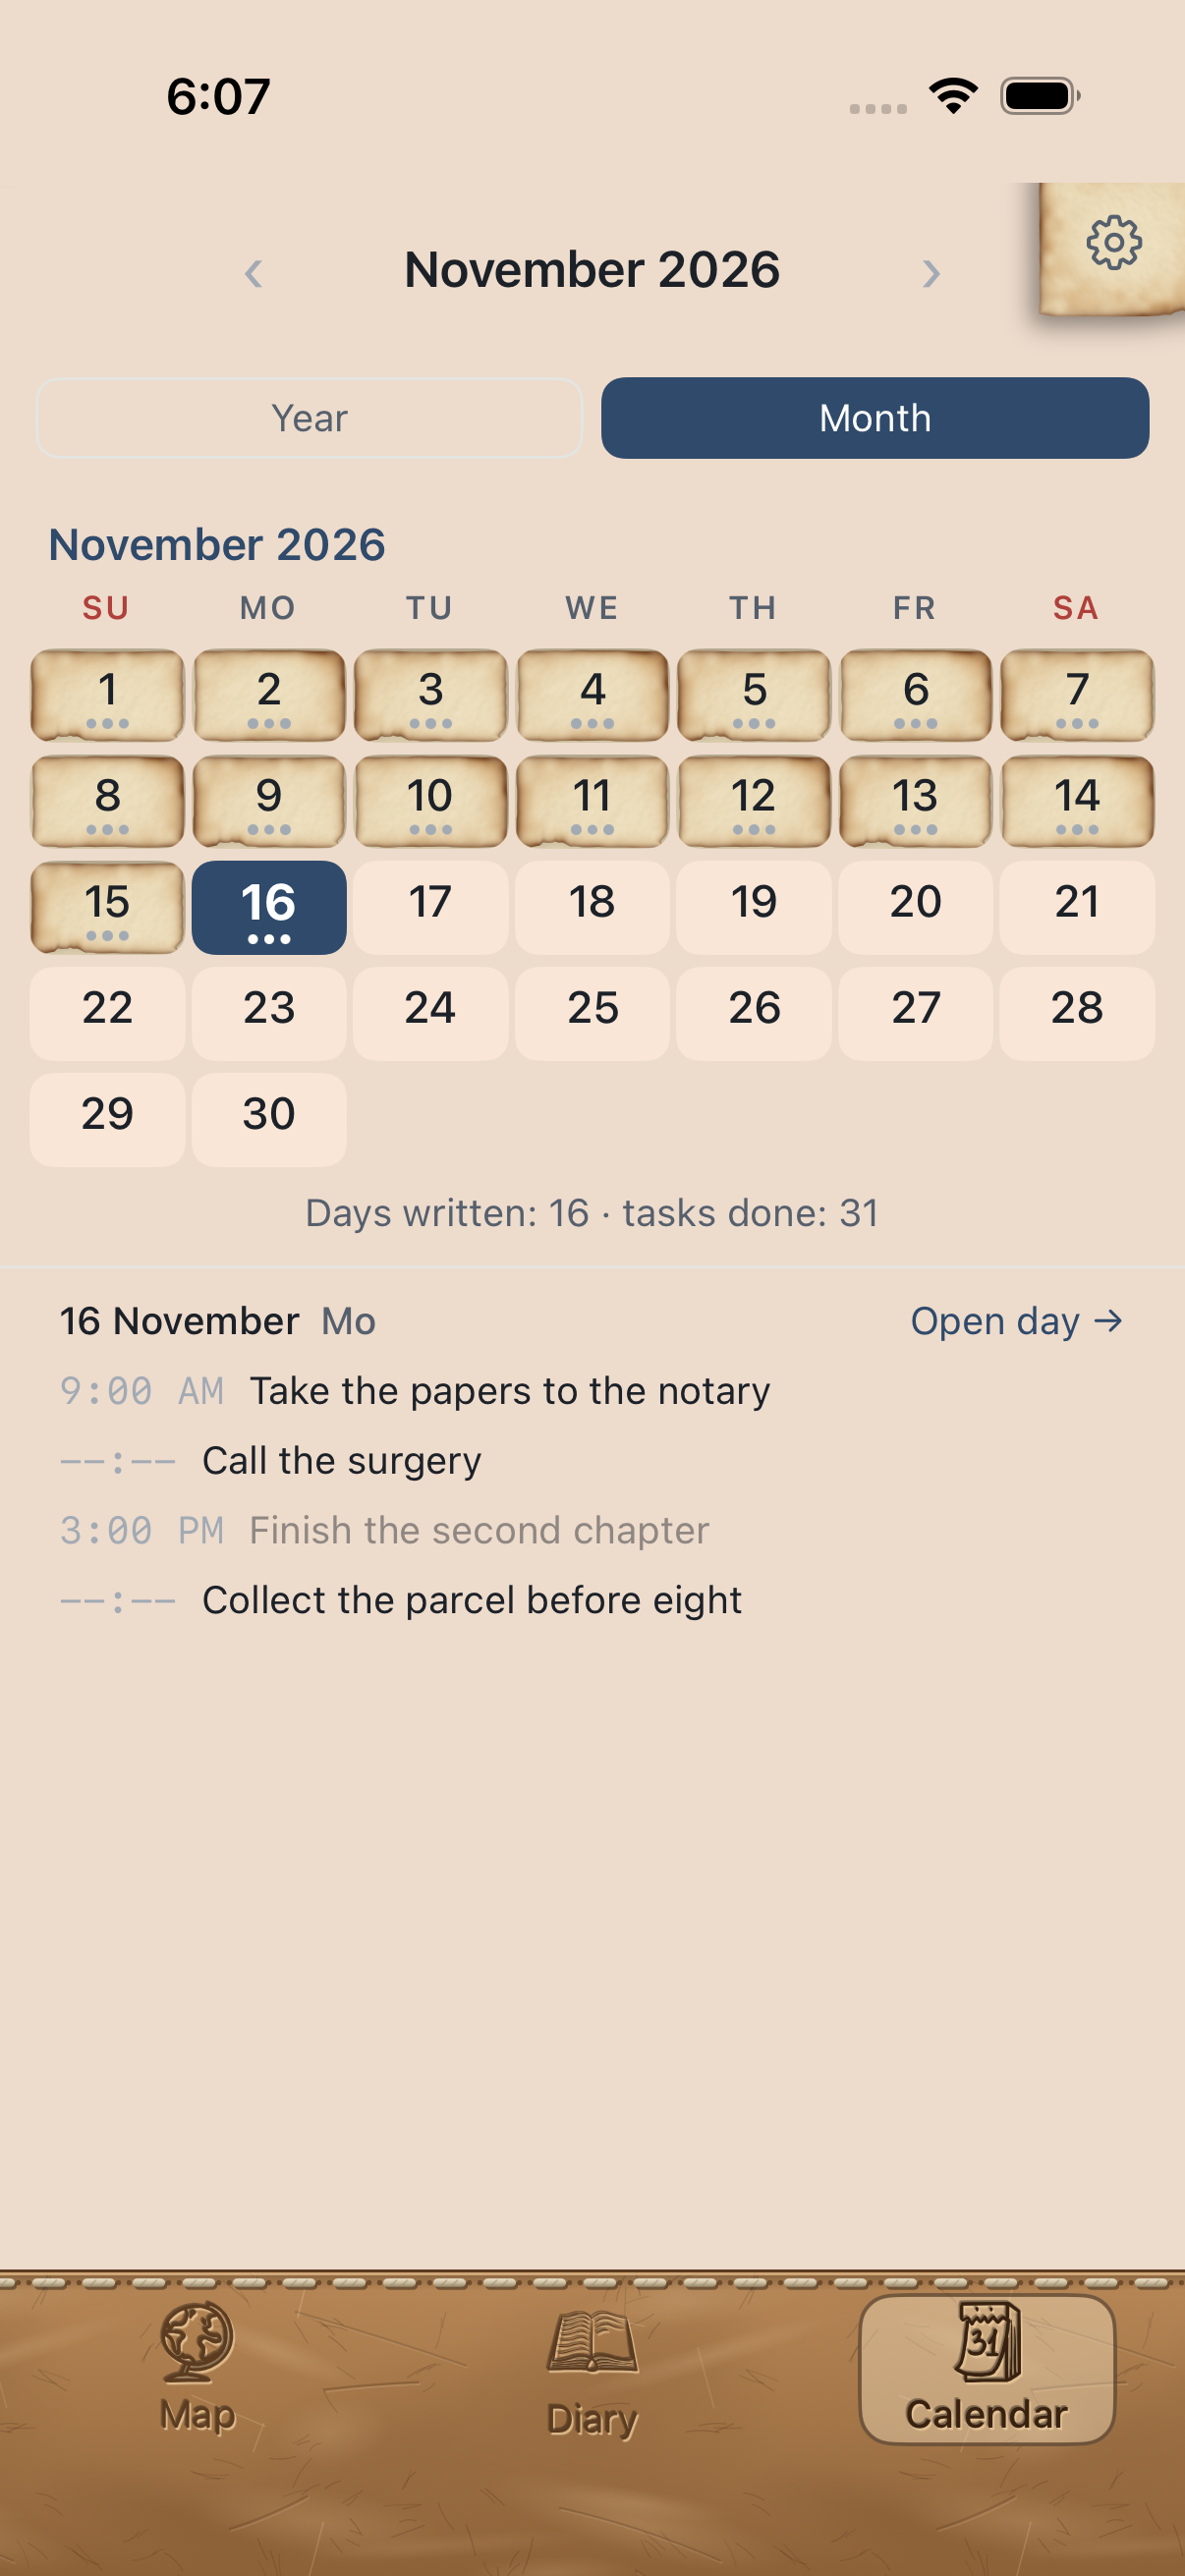 6:07
‹ November 2026 ›
Year Month
November 2026
SU MO TU WE TH FR SA
1 2 3 4 5 6 7
8 9 10 11 12 13 14
15 16 17 18 19 20 21
22 23 24 25 26 27 28
29 30
Days written: 16 · tasks done: 31
16 November Mo Open day →
9:00 AM Take the papers to the notary
--:-- Call the surgery
3:00 PM Finish the second chapter
--:-- Collect the parcel before eight
31
Map Diary Calendar